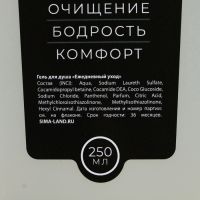 ОЧИЩЕНИЕ
БОДРОСТЬ
КОМФОРТ
Гель для душа «Ежедневный уход»
Состав (INCI): Aqua, Sodium Laureth Sulfate,
Cocamidopropyl betaine, Cocamide DEA, Coco Glucoside,
Sodium Chloride, Panthenol, Parfum, Citric Acid,
Methylchloroisothiazolinone, Methylisothiazolinone,
Hexyl Cinnamal. Дата изготовления и номер партии
см. на флаконе. Срок годности: 36 месяцев.
SIMA-LAND.RU
250
МЛ